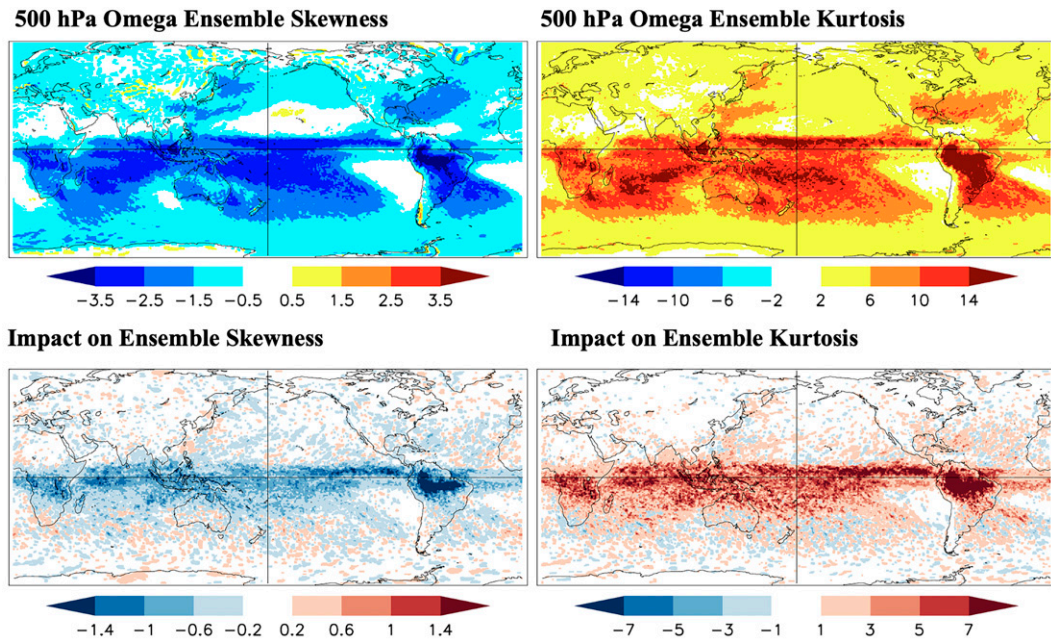 500 hPa Omega Ensemble Skewness
500 hPa Omega Ensemble Kurtosis
−3.5 −2.5 −1.5 −0.5 0.5 1.5 2.5 3.5
−14 −10 −6 −2 2 6 10 14
Impact on Ensemble Skewness
Impact on Ensemble Kurtosis
−1.4 −1 −0.6 −0.2 0.2 0.6 1 1.4
−7 −5 −3 −1 1 3 5 7